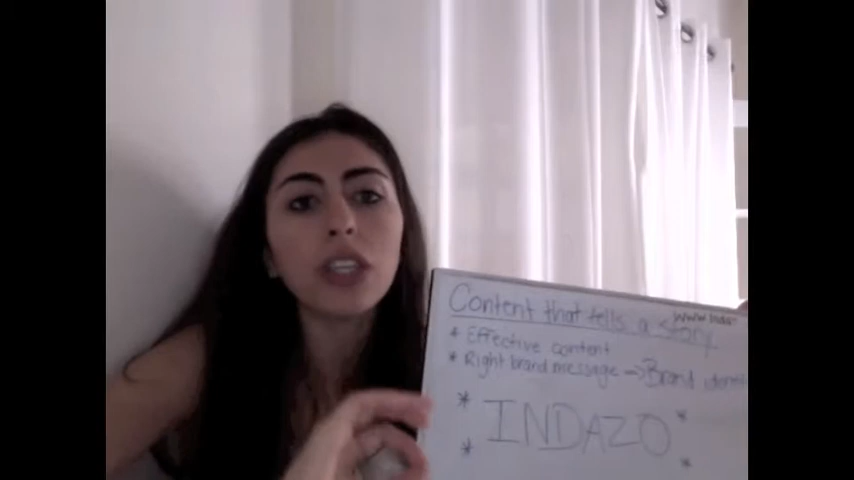 Content that tells a story
* Effective content
* Right brand message → Brand
* INDAZO *
* *